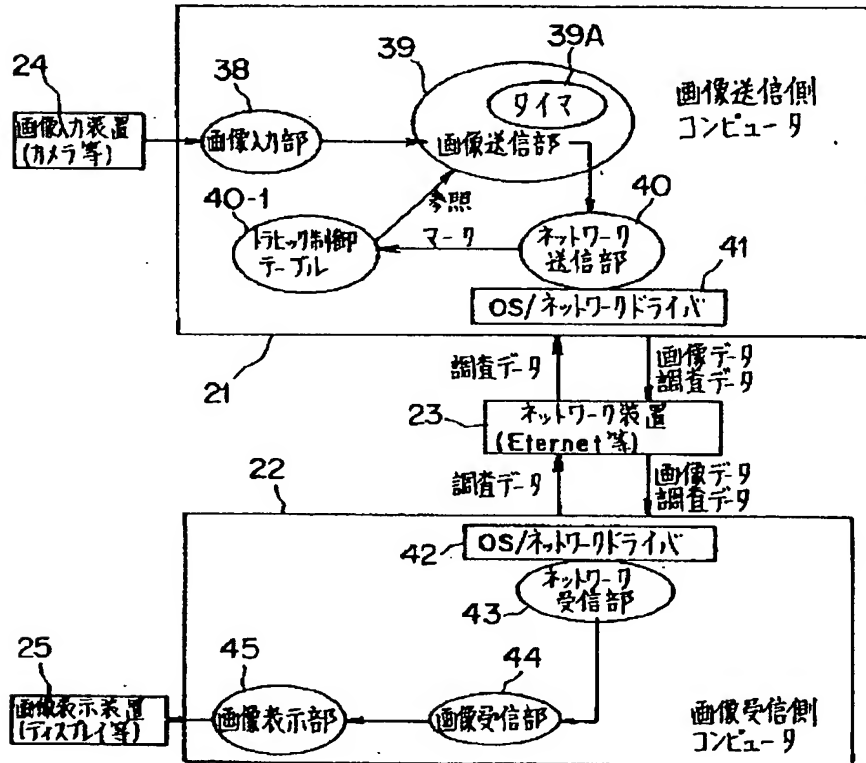 39A
39
24
38
タイマ
画像送信側
コンピュータ
画像入力装置
(カメラ等)
画像入力部
画像送信部
40-1
参照
40
トラヒック制御
テーブル
マーク
ネットワーク
送信部
41
OS/ネットワークドライバ
21
調査データ
画像データ
調査データ
23
ネットワーク装置
(Eternet等)
調査データ
画像データ
調査データ
22
42
OS/ネットワークドライバ
ネットワーク
受信部
43
25
45
44
画像表示装置
(ディスプレイ等)
画像表示部
画像受信部
画像受信側
コンピュータ